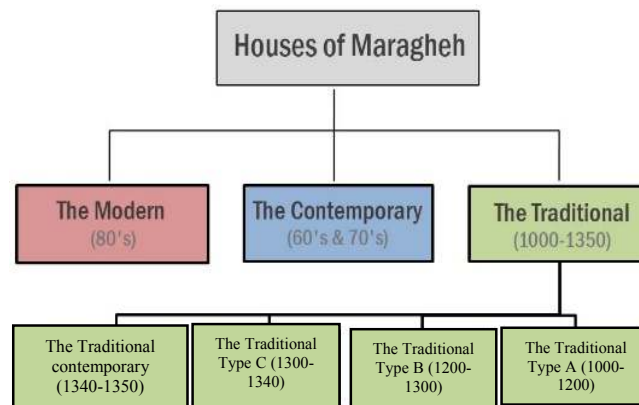 Houses of Maragheh
The Modern
(80's)
The Contemporary
(60's & 70's)
The Traditional
(1000-1350)
The Traditional
contemporary
(1340-1350)
The Traditional
Type C (1300-
1340)
The Traditional
Type B (1200-
1300)
The Traditional
Type A (1000-
1200)